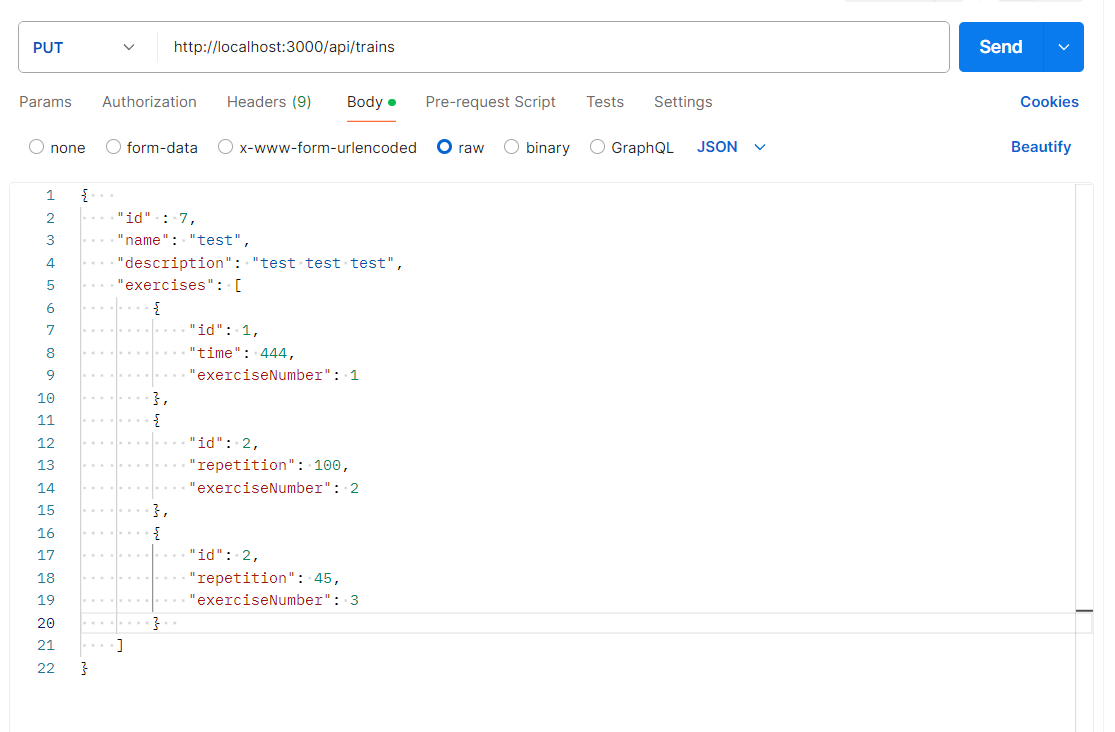 PUT http://localhost:3000/api/trains Send
Params Authorization Headers (9) Body Pre-request Script Tests Settings Cookies
none form-data x-www-form-urlencoded raw binary GraphQL JSON Beautify
1 {
2 "id" : 7,
3 "name": "test",
4 "description": "test test test",
5 "exercises": [
6 {
7 "id": 1,
8 "time": 444,
9 "exerciseNumber": 1
10 },
11 {
12 "id": 2,
13 "repetition": 100,
14 "exerciseNumber": 2
15 },
16 {
17 "id": 2,
18 "repetition": 45,
19 "exerciseNumber": 3
20 }
21 ]
22 }